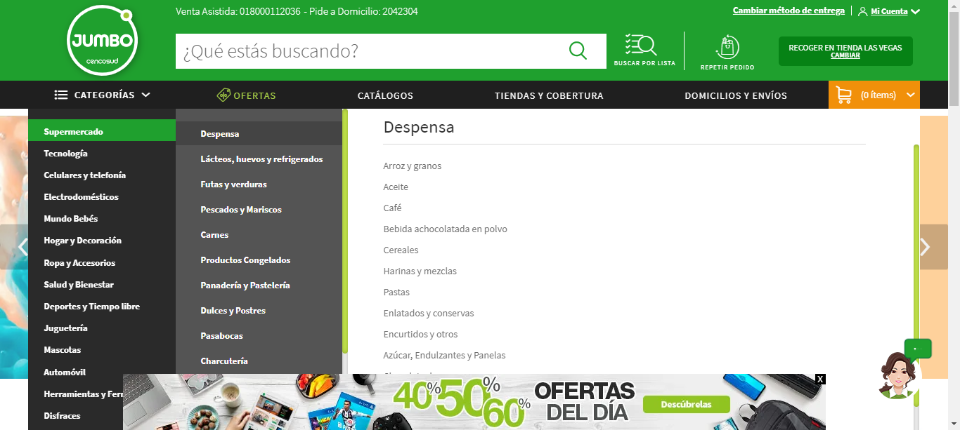 Venta Asistida: 018000112036 - Pide a Domicilio: 2042304
Cambiar método de entrega
Mi Cuenta
JUMBO
cencosud
¿Qué estás buscando?
BUSCAR POR LISTA
REPETIR PEDIDO
RECOGER EN TIENDA LAS VEGAS
CAMBIAR
CATEGORÍAS
OFERTAS
CATÁLOGOS
TIENDAS Y COBERTURA
DOMICILIOS Y ENVÍOS
(0 items)
Supermercado
Tecnología
Celulares y telefonía
Electrodomésticos
Mundo Bebés
Hogar y Decoración
Ropa y Accesorios
Salud y Bienestar
Deportes y Tiempo libre
Juguetería
Mascotas
Automóvil
Herramientas y Ferr
Disfraces
Despensa
Lácteos, huevos y refrigerados
Futas y verduras
Pescados y Mariscos
Carnes
Productos Congelados
Panadería y Pastelería
Dulces y Postres
Pasabocas
Charcutería
Despensa
Arroz y granos
Aceite
Café
Bebida achocolatada en polvo
Cereales
Harinas y mezclas
Pastas
Enlatados y conservas
Encurtidos y otros
Azúcar, Endulzantes y Panelas
40% 50% 60%
OFERTAS
DEL DÍA
Descúbrelas
X